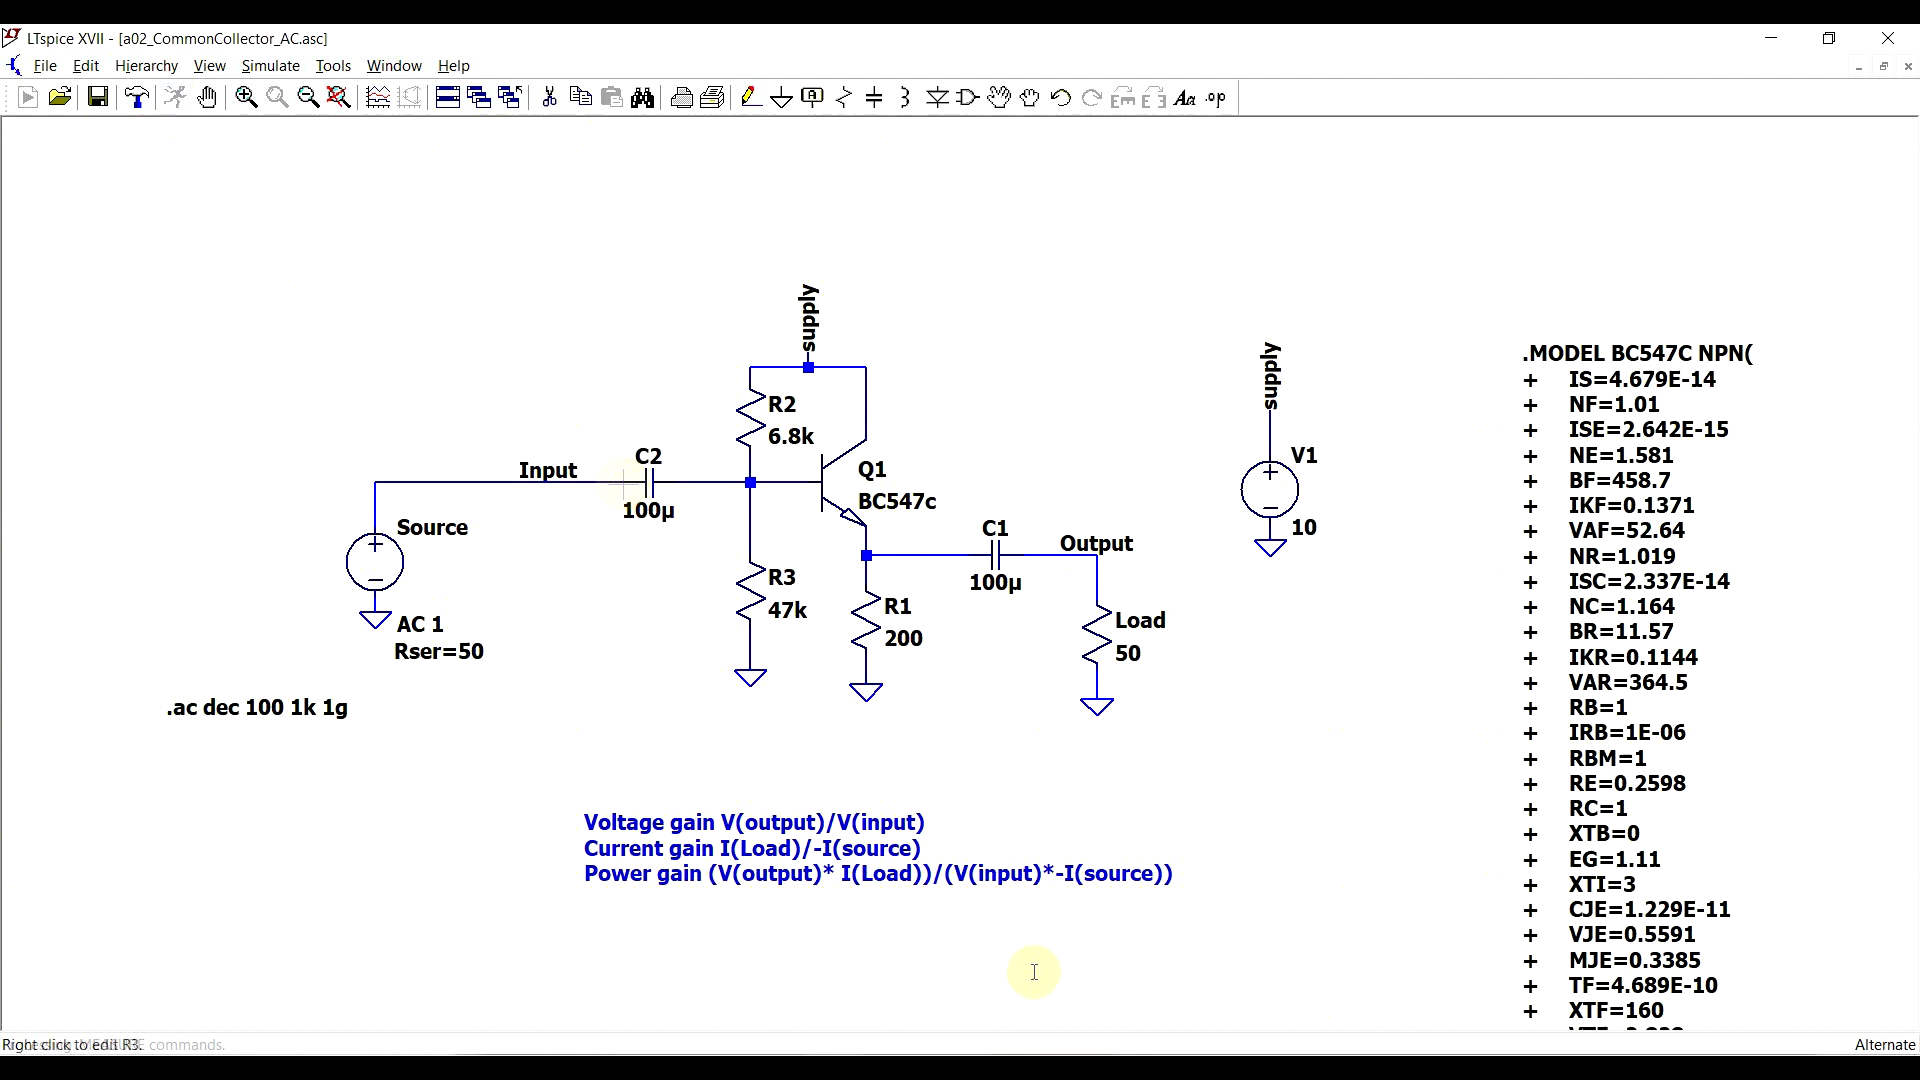 LTspice XVII - [a02_CommonCollector_AC.asc]
File Edit Hierarchy View Simulate Tools Window Help
supply
R2
6.8k
C2
100µ
Input
Q1
BC547c
Source
AC 1
Rser=50
R3
47k
R1
200
C1
100µ
Output
Load
50
supply
V1
10
.ac dec 100 1k 1g
Voltage gain V(output)/V(input)
Current gain I(Load)/-I(source)
Power gain (V(output)* I(Load))/(V(input)*-I(source))
.MODEL BC547C NPN(
+ IS=4.679E-14
+ NF=1.01
+ ISE=2.642E-15
+ NE=1.581
+ BF=458.7
+ IKF=0.1371
+ VAF=52.64
+ NR=1.019
+ ISC=2.337E-14
+ NC=1.164
+ BR=11.57
+ IKR=0.1144
+ VAR=364.5
+ RB=1
+ IRB=1E-06
+ RBM=1
+ RE=0.2598
+ RC=1
+ XTB=0
+ EG=1.11
+ XTI=3
+ CJE=1.229E-11
+ VJE=0.5591
+ MJE=0.3385
+ TF=4.689E-10
+ XTF=160
Right click to edit R3. commands.
Alternate